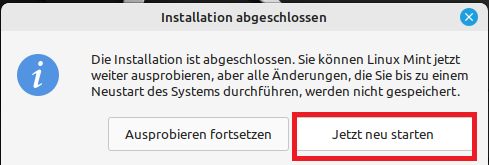 Installation abgeschlossen
Die Installation ist abgeschlossen. Sie können Linux Mint jetzt
weiter ausprobieren, aber alle Änderungen, die Sie bis zu einem
Neustart des Systems durchführen, werden nicht gespeichert.
Ausprobieren fortsetzen
Jetzt neu starten